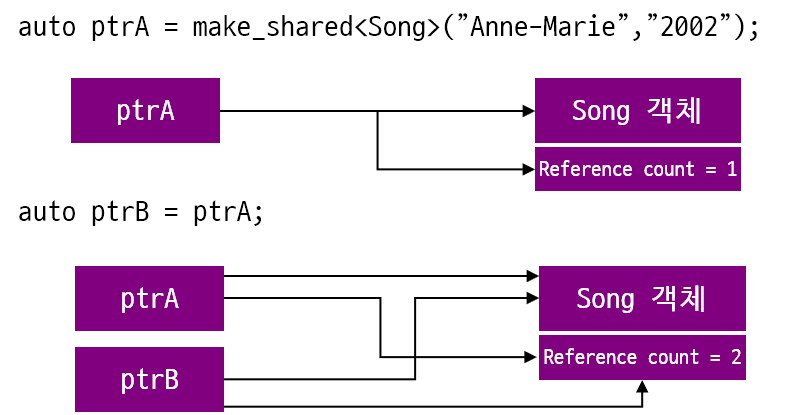 auto ptrA = make_shared<Song>(”Anne-Marie”,”2002”);
ptrA
Song 객체
Reference count = 1
auto ptrB = ptrA;
ptrA
Song 객체
Reference count = 2
ptrB